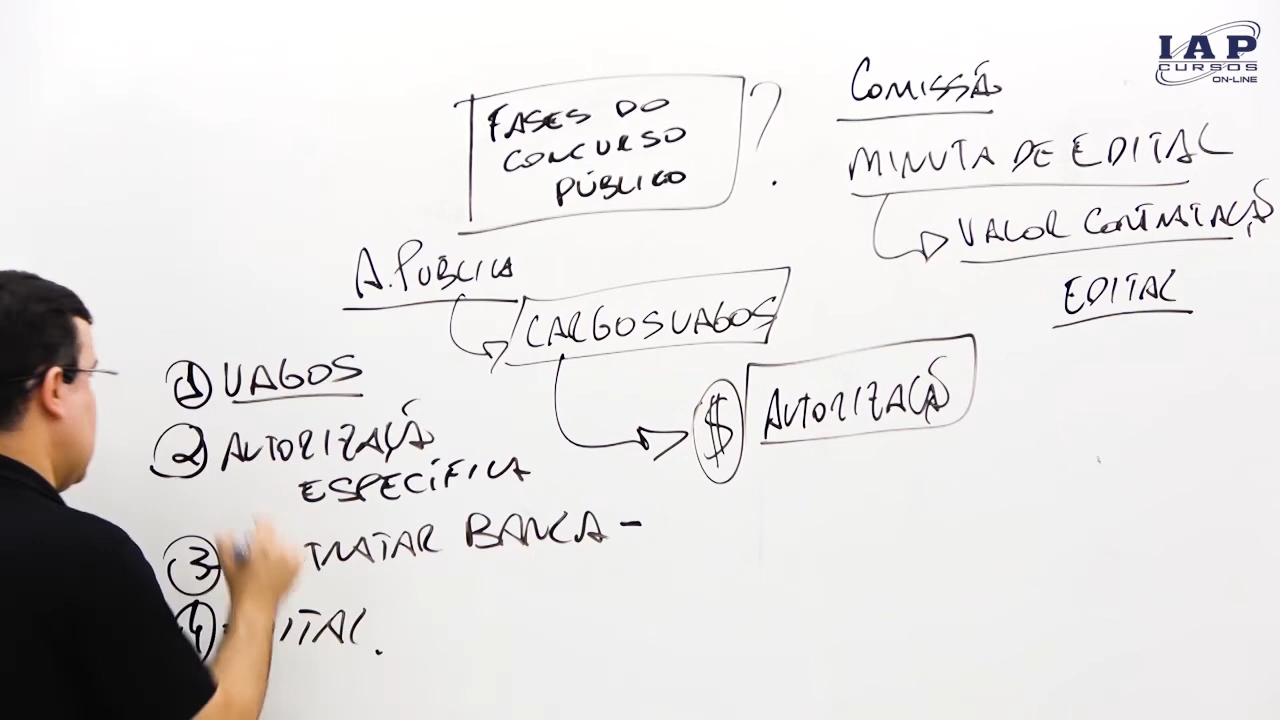 IAP
CURSOS
ON-LINE
FASES DO
CONCURSO
PÚBLICO
?
COMISSÃO
MINUTA DE EDITAL
VALOR CONTRATAÇÃO
EDITAL
A. PÚBLICA
CARGOS VAGOS
$
AUTORIZAÇÃO
1 VAGOS
2 AUTORIZAÇÃO
ESPECÍFICA
3 TRATAR BANCA -
4 ITAL.